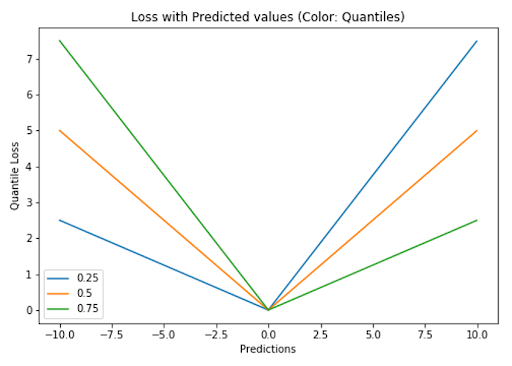 Loss with Predicted values (Color: Quantiles)
7
6
5
4
3
2
1
0
Quantile Loss
0.25
0.5
0.75
−10.0 −7.5 −5.0 −2.5 0.0 2.5 5.0 7.5 10.0
Predictions